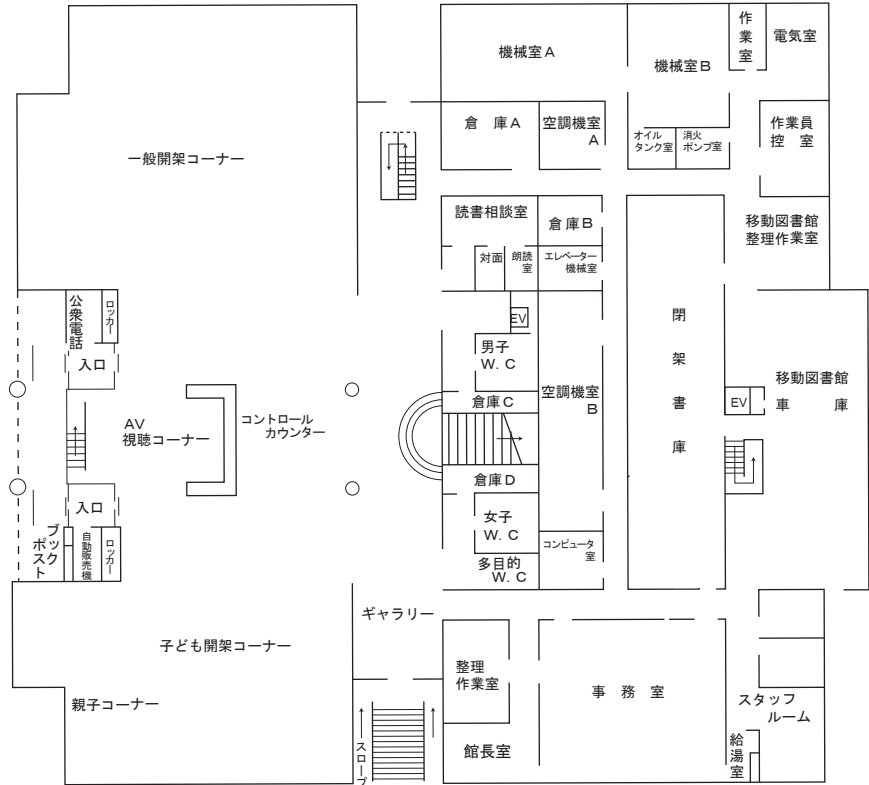 機械室A
作業室
電気室
機械室B
倉 庫A
空調機室
A
オイル
タンク室
消火
ポンプ室
作業員
控 室
一般開架コーナー
読書相談室
倉庫B
移動図書館
整理作業室
対面
朗読
室
エレベーター
機械室
公衆電話
ロッカー
EV
閉架書庫
入口
男子
W.C
移動図書館
車 庫
空調機室
B
倉庫C
EV
AV
視聴コーナー
コントロール
カウンター
倉庫D
入口
女子
W.C
ブック
ポスト
自動販売機
ロッカー
コンピュータ
室
多目的
W.C
ギャラリー
子ども開架コーナー
整理
作業室
事 務 室
親子コーナー
スタッフ
ルーム
スロープ
館長室
給湯室